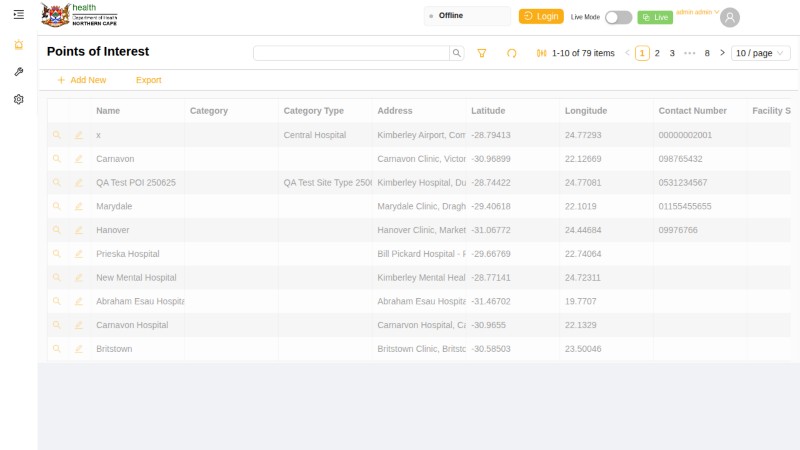 health
Department of Health
NORTHERN CAPE
Offline
Login
Live Mode
Live
admin admin
Points of Interest
1-10 of 79 items
1 2 3 ••• 8
10 / page
Add New
Export
Name Category Category Type Address Latitude Longitude Contact Number Facility S
x Central Hospital Kimberley Airport, Com -28.79413 24.77293 00000002001
Carnavon Carnavon Clinic, Victor -30.96899 22.12669 098765432
QA Test POI 250625 QA Test Site Type 2506 Kimberley Hospital, Du -28.74422 24.77081 0531234567
Marydale Marydale Clinic, Dragh -29.40618 22.1019 01155455655
Hanover Hanover Clinic, Market -31.06772 24.44684 09976766
Prieska Hospital Bill Pickard Hospital - P -29.66769 22.74064
New Mental Hospital Kimberley Mental Heal -28.77141 24.72311
Abraham Esau Hospita Abraham Esau Hospita -31.46702 19.7707
Carnavon Hospital Carnarvon Hospital, Ca -30.9655 22.1329
Britstown Britstown Clinic, Britsto -30.58503 23.50046